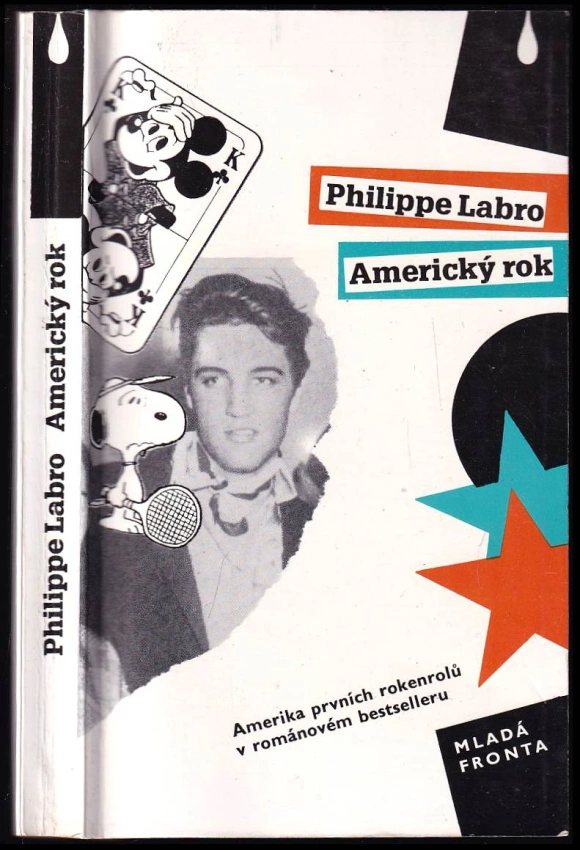 Philippe Labro
Americký rok
Philippe Labro Americký rok
K
K
Amerika prvních rokenrolů
v románovém bestselleru
MLADÁ
FRONTA